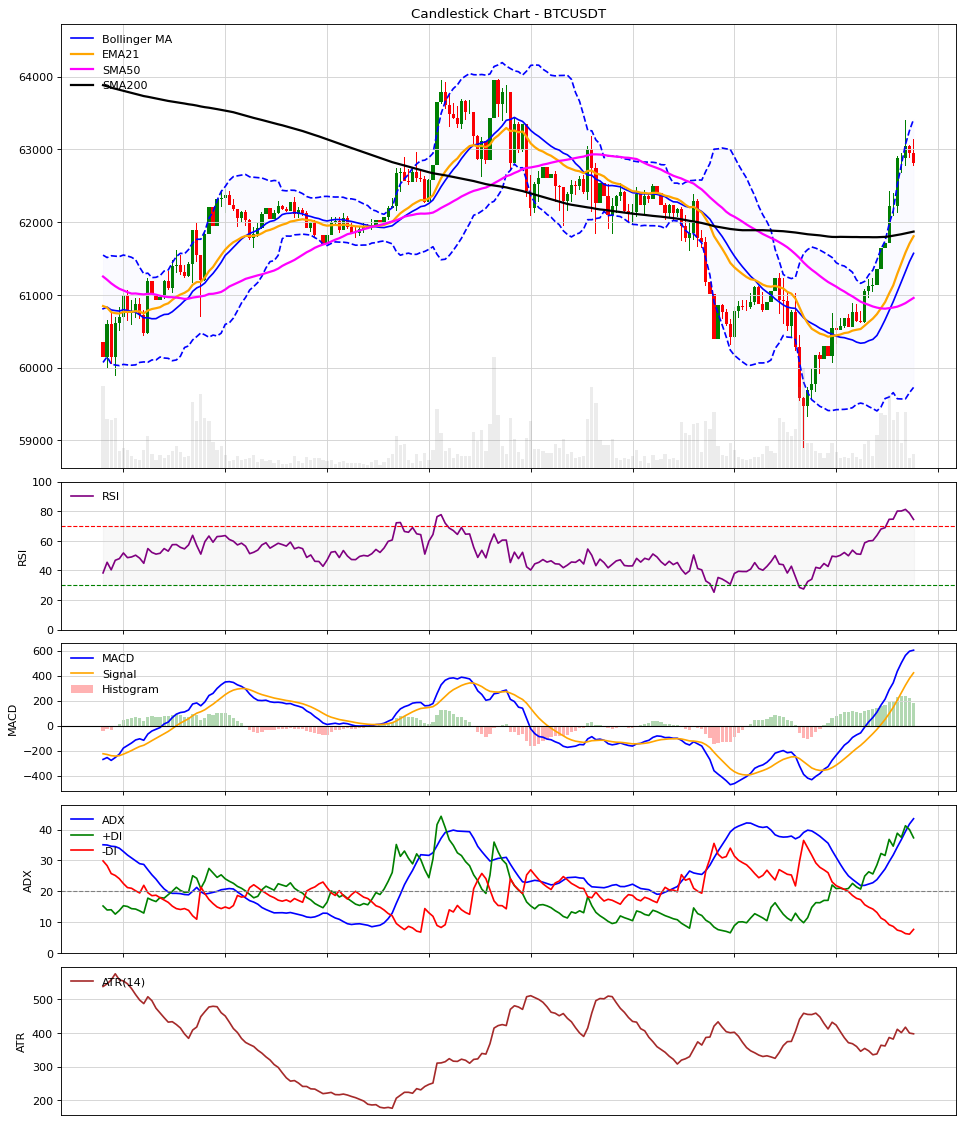 Candlestick Chart - BTCUSDT
Bollinger MA
EMA21
SMA50
SMA200
64000
63000
62000
61000
60000
59000
RSI
100
80
60
40
20
0
RSI
MACD
Signal
Histogram
600
400
200
0
−200
−400
MACD
ADX
+DI
-DI
40
30
20
10
0
ADX
ATR(14)
500
400
300
200
ATR